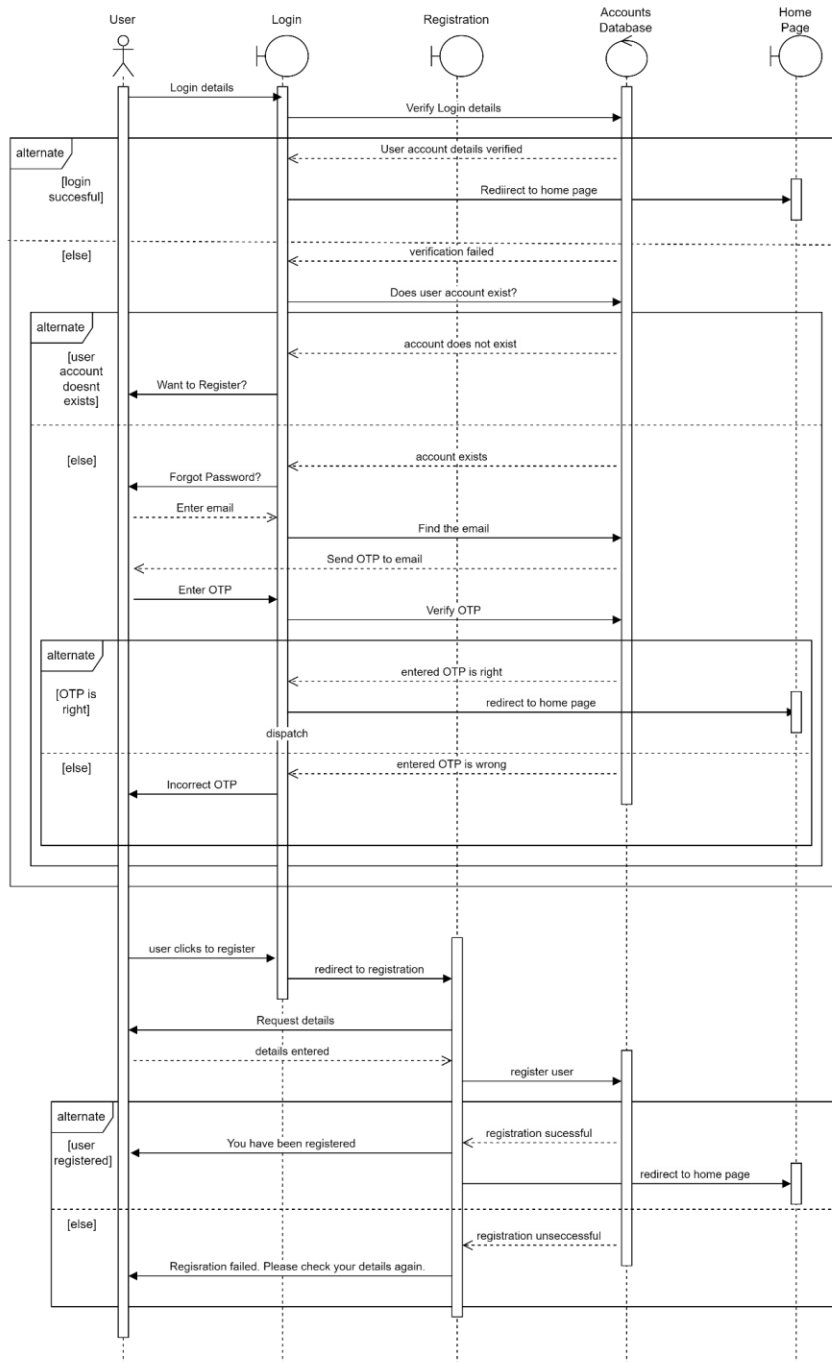 User
Login
Registration
Accounts
Database
Home
Page
Login details
Verify Login details
alternate
User account details verified
[login
succesful]
Rediirect to home page
[else]
verification failed
Does user account exist?
alternate
[user
account
doesnt
exists]
account does not exist
Want to Register?
[else]
account exists
Forgot Password?
Enter email
Find the email
Send OTP to email
Enter OTP
Verify OTP
alternate
entered OTP is right
[OTP is
right]
redirect to home page
dispatch
[else]
entered OTP is wrong
Incorrect OTP
user clicks to register
redirect to registration
Request details
details entered
register user
alternate
[user
registered]
registration sucessful
You have been registered
redirect to home page
[else]
registration unseccessful
Regisration failed. Please check your details again.